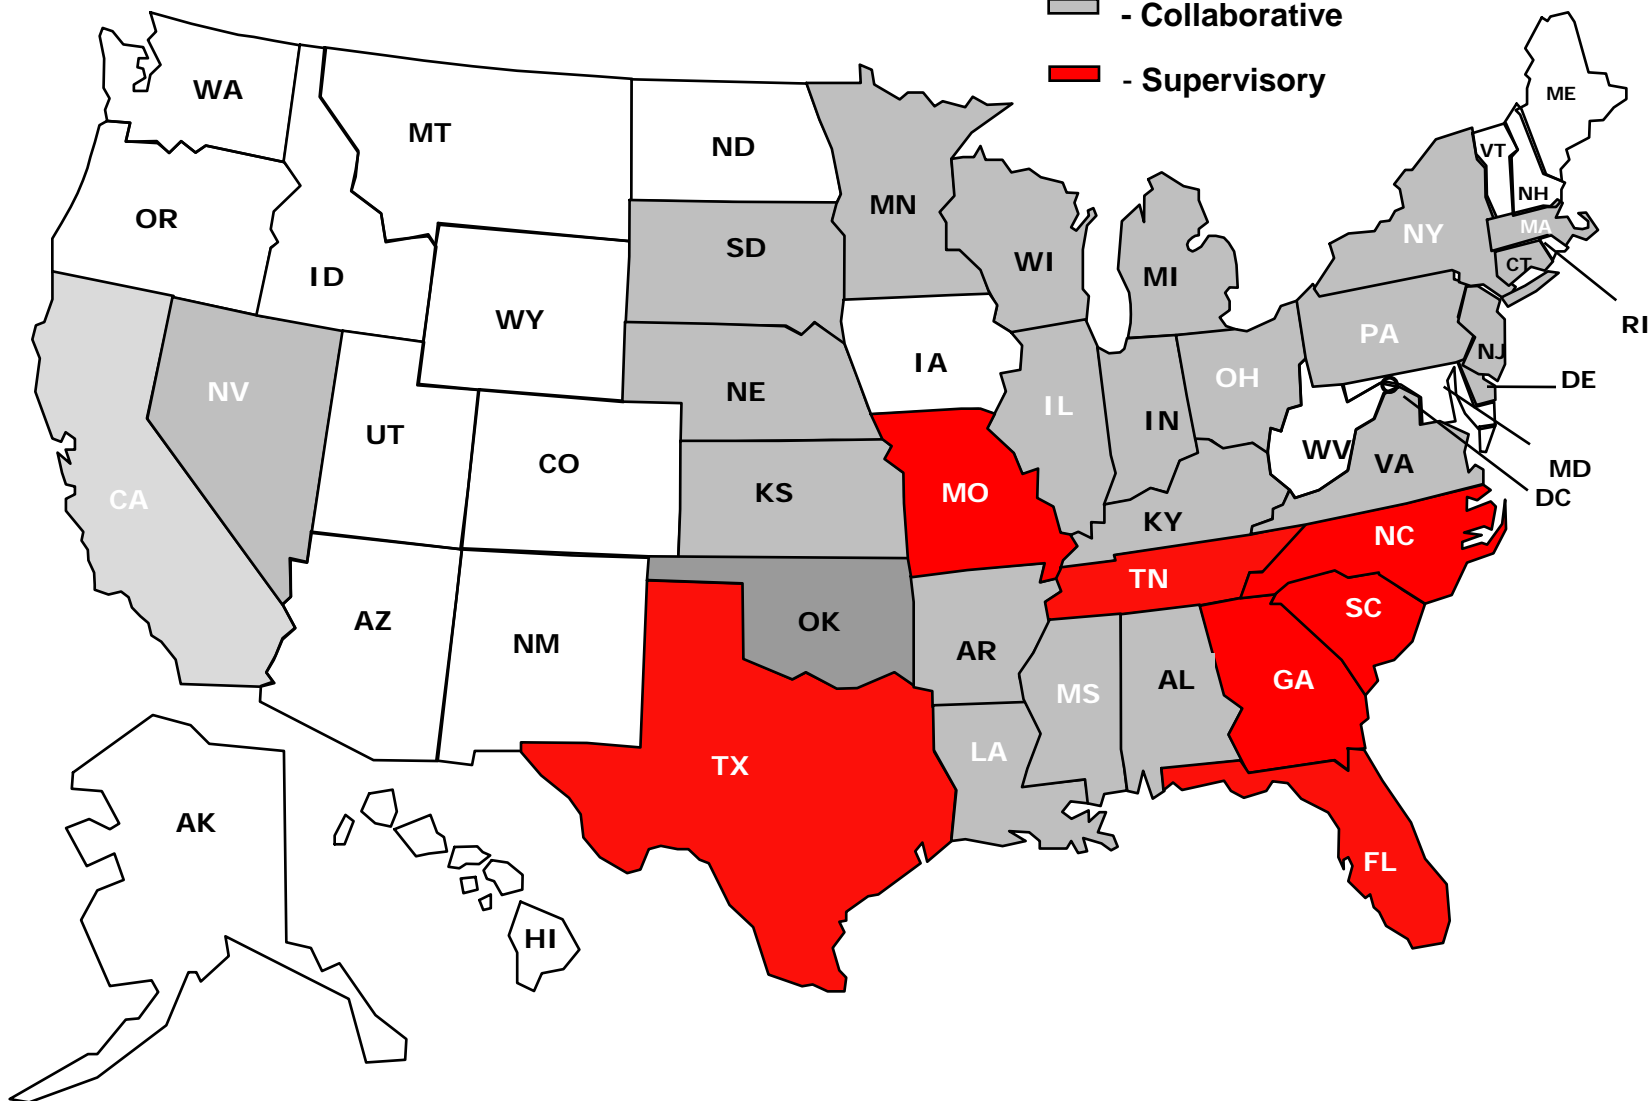 - Collaborative
- Supervisory
WA
MT
ND
MN
ME
VT
NH
OR
ID
SD
WI
MI
NY
MA
CT
RI
WY
IA
NE
PA
NJ
OH
DE
NV
UT
CO
KS
IL
IN
WV
VA
MD
DC
CA
MO
KY
NC
AZ
NM
OK
AR
TN
SC
MS
AL
GA
TX
LA
AK
HI
FL